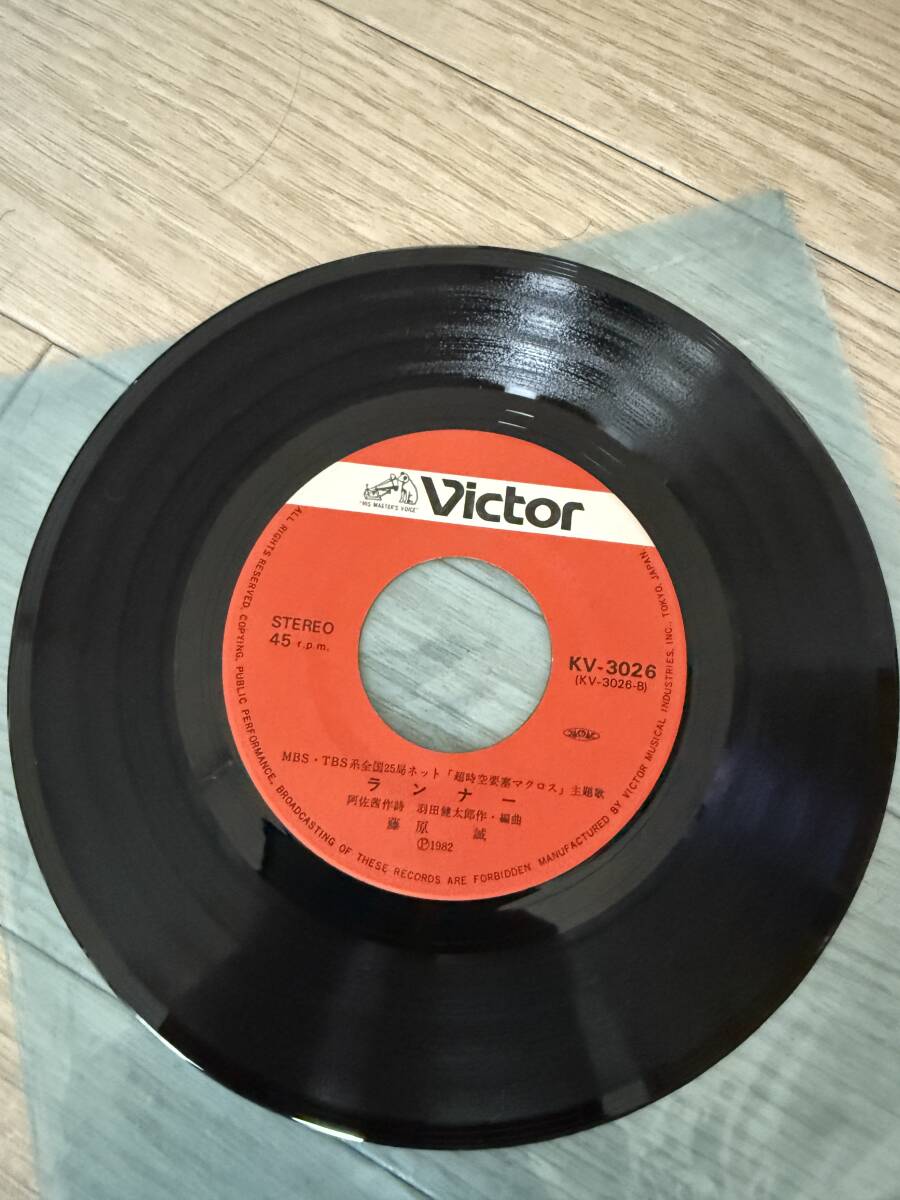 Victor
"HIS MASTER'S VOICE"
STEREO
45 r.p.m.
KV-3026
(KV-3026-B)
MBS・TBS系全国25局ネット「超時空要塞マクロス」主題歌
ランナー
阿佐茜作詩 羽田健太郎作・編曲
藤原 誠
Ⓟ1982
ALL RIGHTS RESERVED. COPYING, PUBLIC PERFORMANCE, BROADCASTING OF THESE RECORDS ARE FORBIDDEN. MANUFACTURED BY VICTOR MUSICAL INDUSTRIES, INC., TOKYO, JAPAN